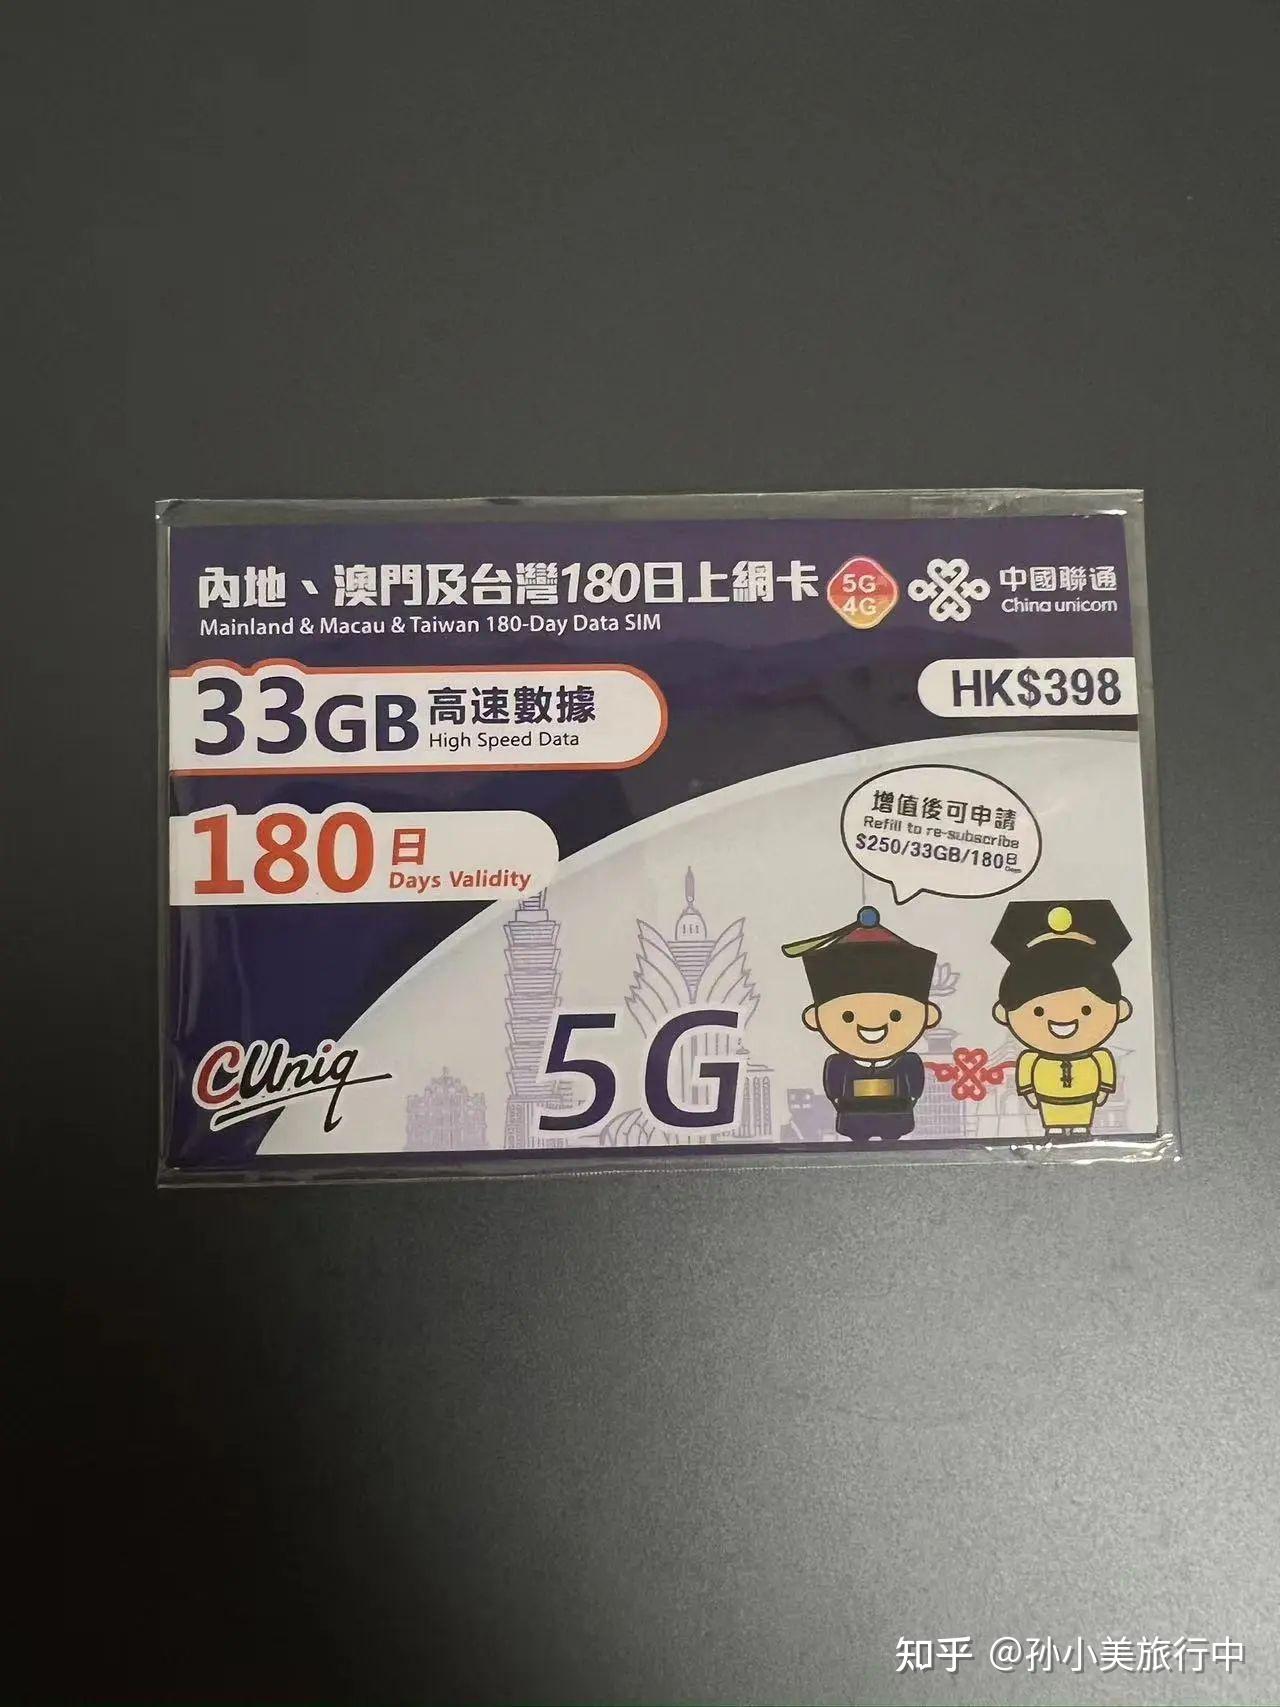 內地、澳門及台灣180日上網卡
Mainland & Macau & Taiwan 180-Day Data SIM
5G
4G
中國聯通
China unicom
33GB 高速數據
High Speed Data
HK$398
180日
Days Validity
增值後可申請
Refill to re-subscribe
$250/33GB/180日
Days
CUniq
5G
知乎 @孙小美旅行中